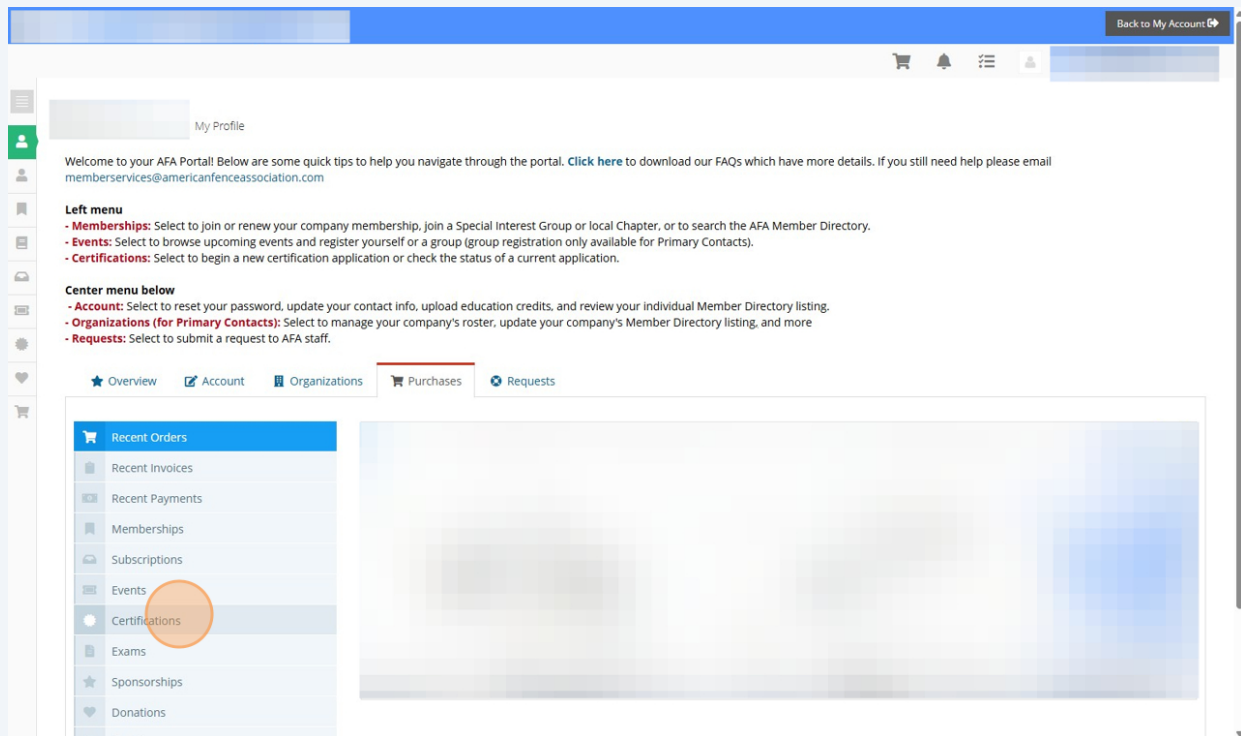 Back to My Account
My Profile
Welcome to your AFA Portal! Below are some quick tips to help you navigate through the portal. Click here to download our FAQs which have more details. If you still need help please email
memberservices@americanfenceassociation.com
Left menu
- Memberships: Select to join or renew your company membership, join a Special Interest Group or local Chapter, or to search the AFA Member Directory.
- Events: Select to browse upcoming events and register yourself or a group (group registration only available for Primary Contacts).
- Certifications: Select to begin a new certification application or check the status of a current application.
Center menu below
- Account: Select to reset your password, update your contact info, upload education credits, and review your individual Member Directory listing.
- Organizations (for Primary Contacts): Select to manage your company's roster, update your company's Member Directory listing, and more
- Requests: Select to submit a request to AFA staff.
Overview Account Organizations Purchases Requests
Recent Orders
Recent Invoices
Recent Payments
Memberships
Subscriptions
Events
Certifications
Exams
Sponsorships
Donations